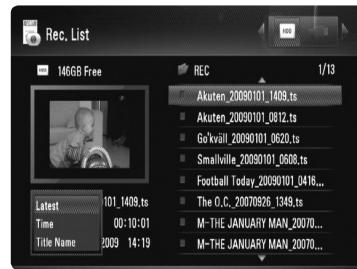 Rec. List
HDD
HDD 146GB Free
REC 1/13
Akuten_20090101_1409.ts
Akuten_20090101_0812.ts
Go'kväll_20090101_0620.ts
Smallville_20090101_0608.ts
Football Today_20090101_0416...
The O.C._20070926_1349.ts
M-THE JANUARY MAN_20070...
M-THE JANUARY MAN_20070...
Latest
Time
Title Name
101_1409.ts
00:10:01
2009 14:19